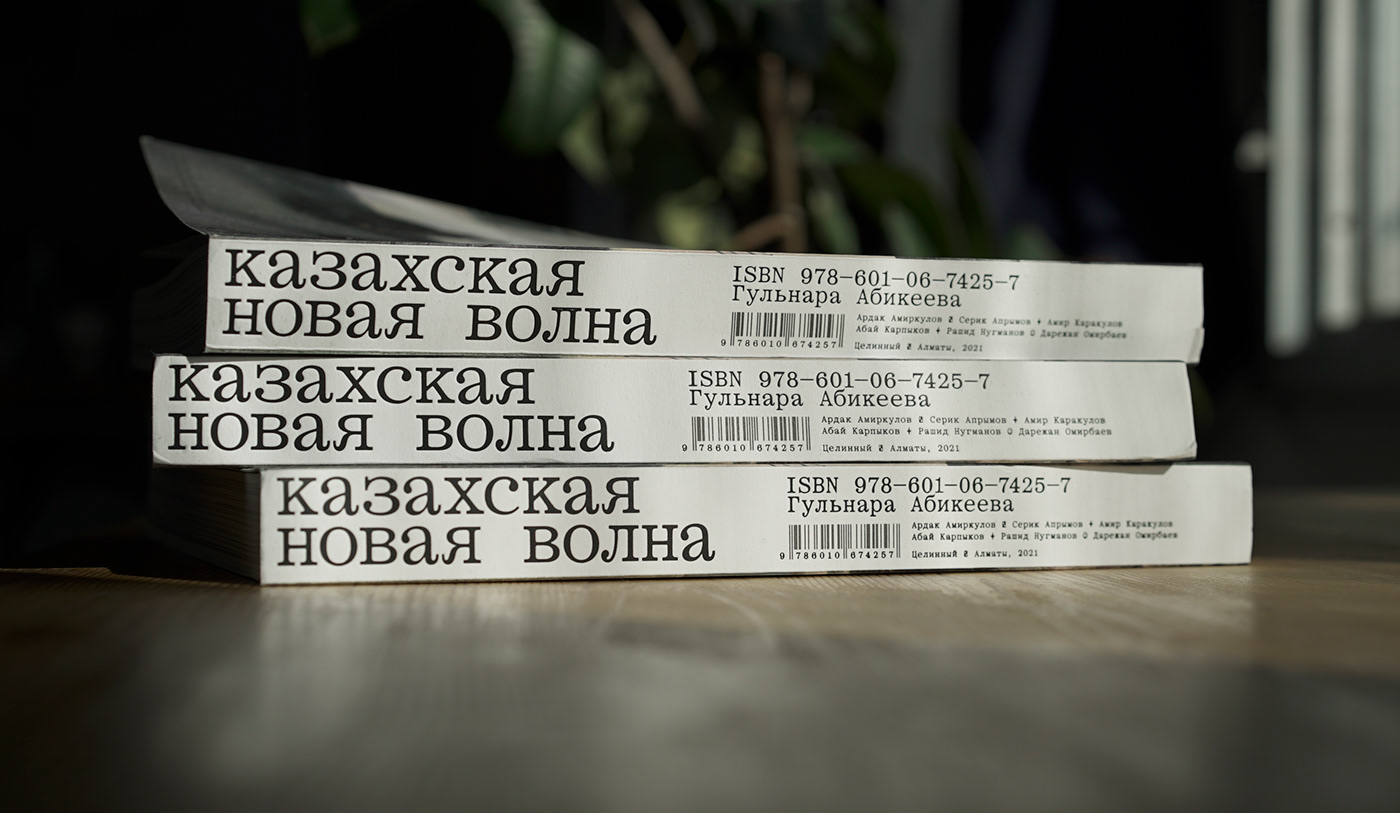 казахская
новая волна
ISBN 978–601–06–7425–7
Гульнара Абикеева
9 786010 674257
Ардак Амиркулов ₴ Серик Апрымов ✦ Амир Каракулов
Абай Карпыков ✦ Рашид Нугманов © Дарежан Омирбаев
Целинный ₴ Алматы, 2021
казахская
новая волна
ISBN 978–601–06–7425–7
Гульнара Абикеева
9 786010 674257
Ардак Амиркулов ₴ Серик Апрымов ✦ Амир Каракулов
Абай Карпыков ✦ Рашид Нугманов © Дарежан Омирбаев
Целинный ₴ Алматы, 2021
казахская
новая волна
ISBN 978–601–06–7425–7
Гульнара Абикеева
9 786010 674257
Ардак Амиркулов ₴ Серик Апрымов ✦ Амир Каракулов
Абай Карпыков ✦ Рашид Нугманов © Дарежан Омирбаев
Целинный ₴ Алматы, 2021